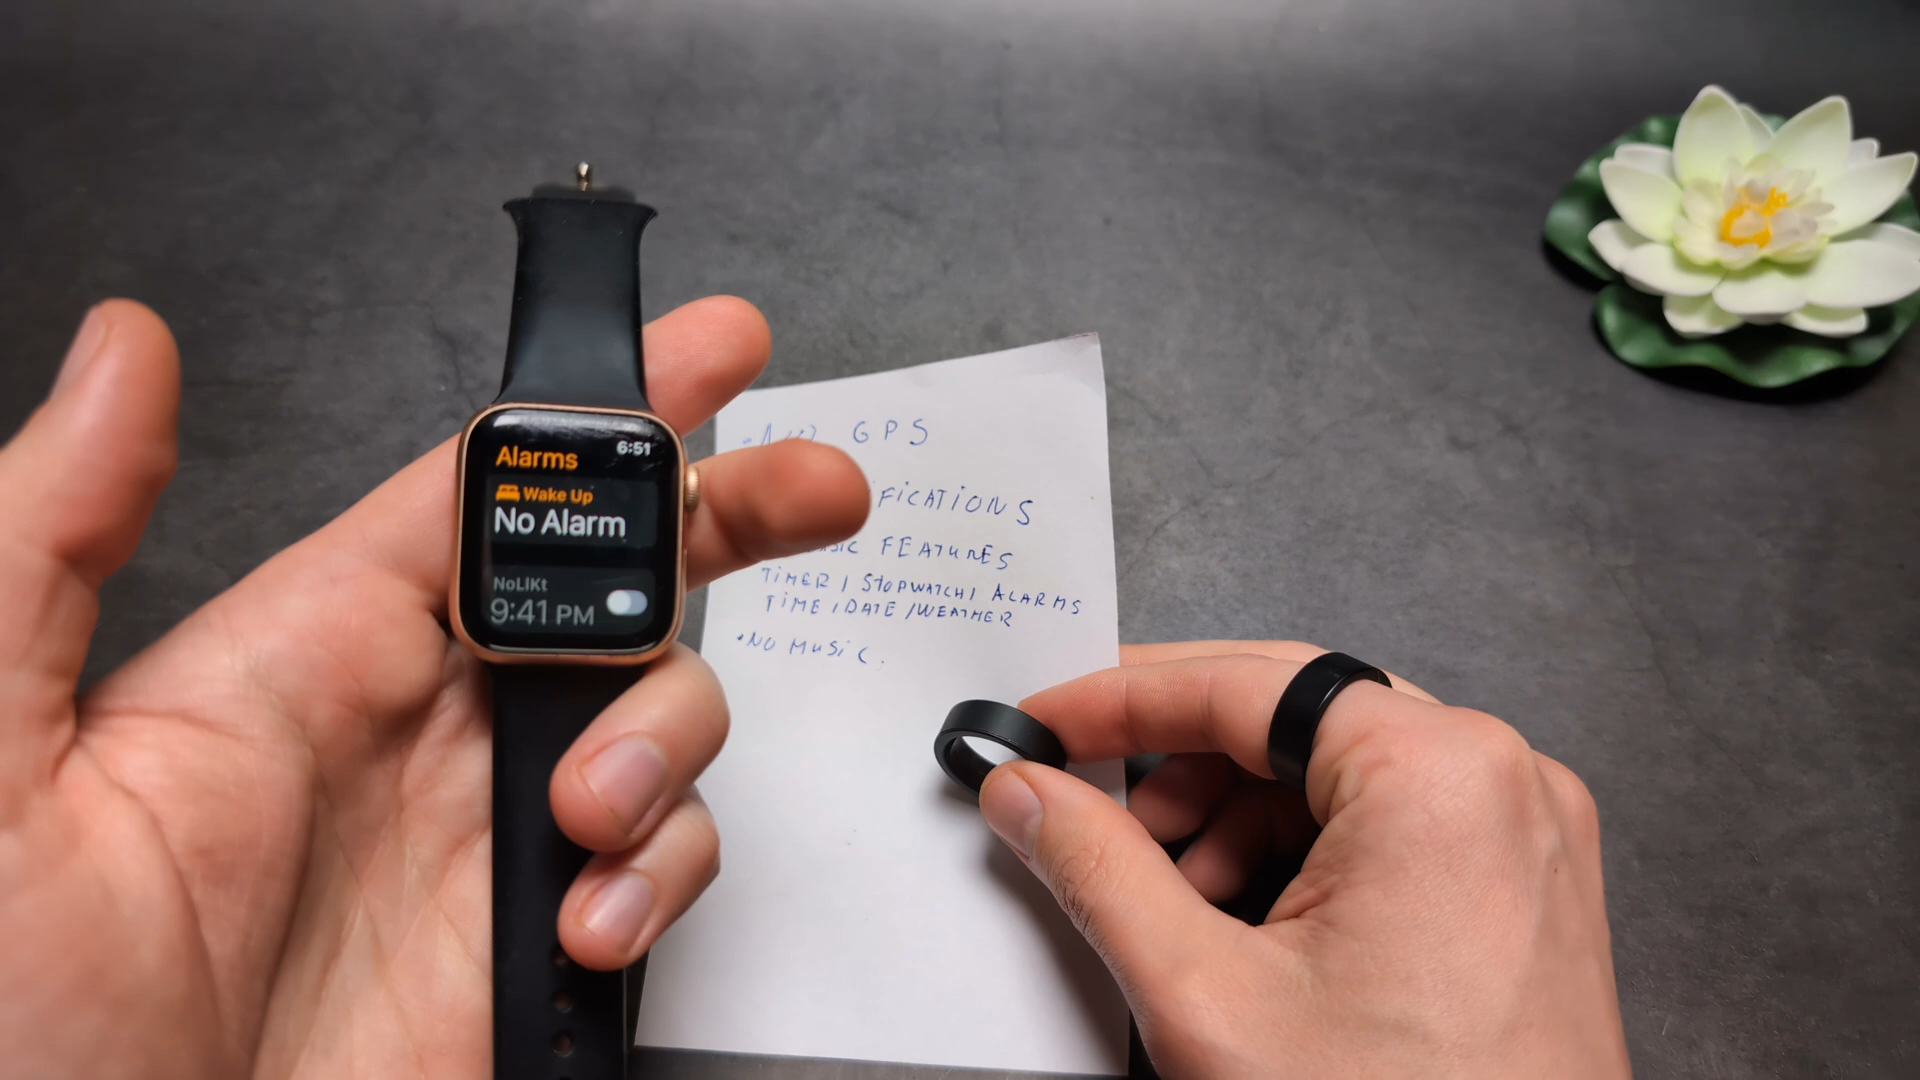 Alarms
6:51
Wake Up
No Alarm
NoLIKt
9:41 PM
GPS
FiCATiONS
FEATURES
TiMER / StOPWATCH / ALARMS
TiME / DATE / WEATHER
•NO MUSiC.